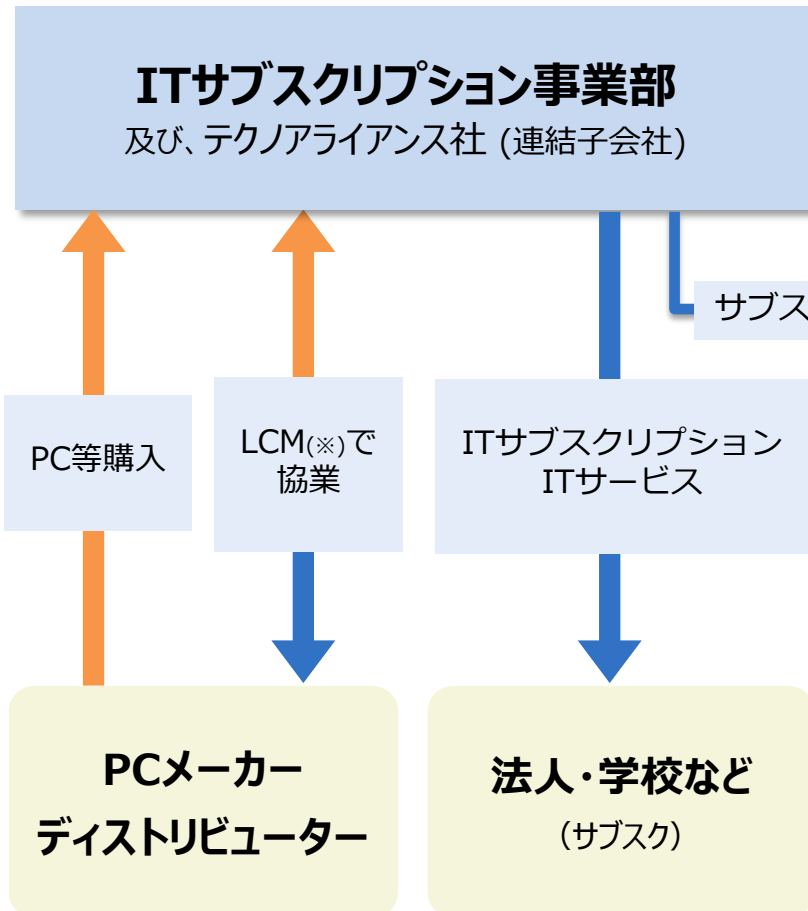 ITサブスクリプション事業部
及び、テクノアライアンス社 (連結子会社)
サブス
PC等購入
LCM(※)で
協業
ITサブスクリプション
ITサービス
PCメーカー
ディストリビューター
法人・学校など
(サブスク)